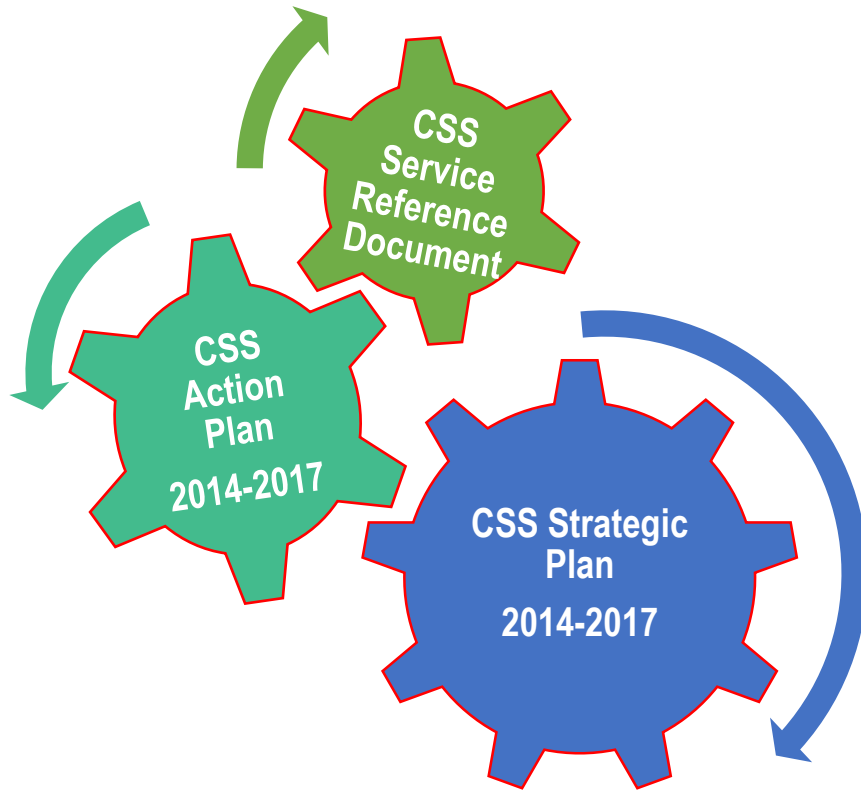 CSS
Service
Reference
Document
CSS
Action
Plan
2014-2017
CSS Strategic
Plan
2014-2017